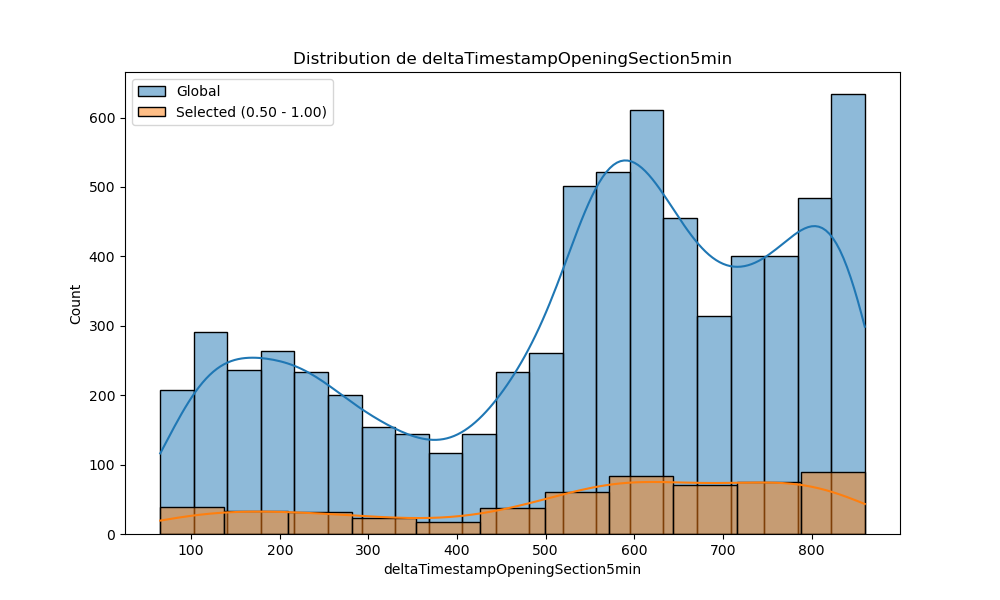 Distribution de deltaTimestampOpeningSection5min
Global
Selected (0.50 - 1.00)
Count
600
500
400
300
200
100
0
100 200 300 400 500 600 700 800
deltaTimestampOpeningSection5min